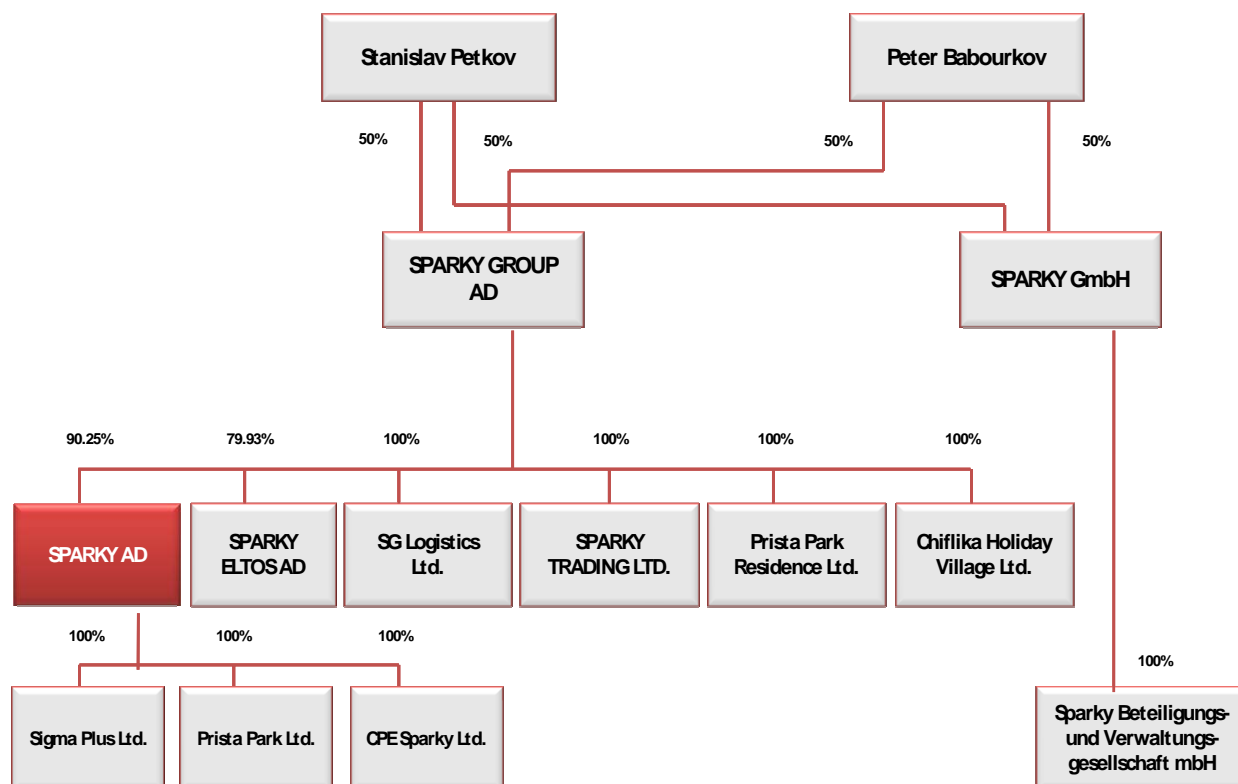 Stanislav Petkov
Peter Babourkov
50%
50%
50%
50%
SPARKY GROUP
AD
SPARKY GmbH
90.25%
79.93%
100%
100%
100%
100%
SPARKY AD
SPARKY
ELTOS AD
SG Logistics
Ltd.
SPARKY
TRADING LTD.
Prista Park
Residence Ltd.
Chiflika Holiday
Village Ltd.
100%
100%
100%
100%
Sigma Plus Ltd.
Prista Park Ltd.
CPE Sparky Ltd.
Sparky Beteiligungs-
und Verwaltungs-
gesellschaft mbH